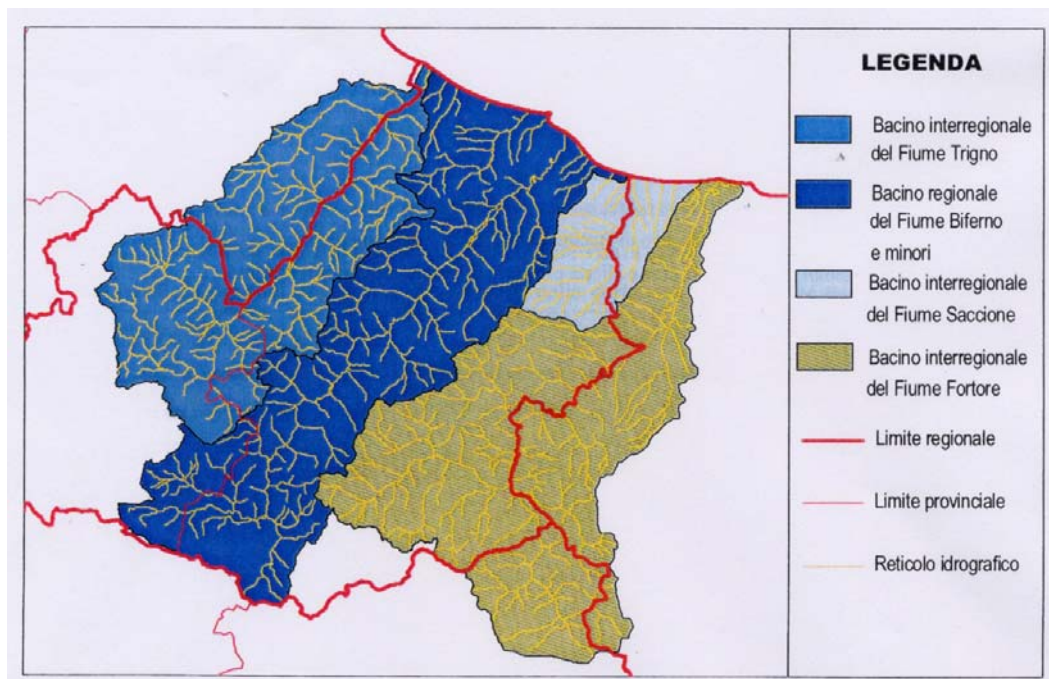 LEGENDA
Bacino interregionale
del Fiume Trigno
Bacino regionale
del Fiume Biferno
e minori
Bacino interregionale
del Fiume Saccione
Bacino interregionale
del Fiume Fortore
Limite regionale
Limite provinciale
Reticolo idrografico